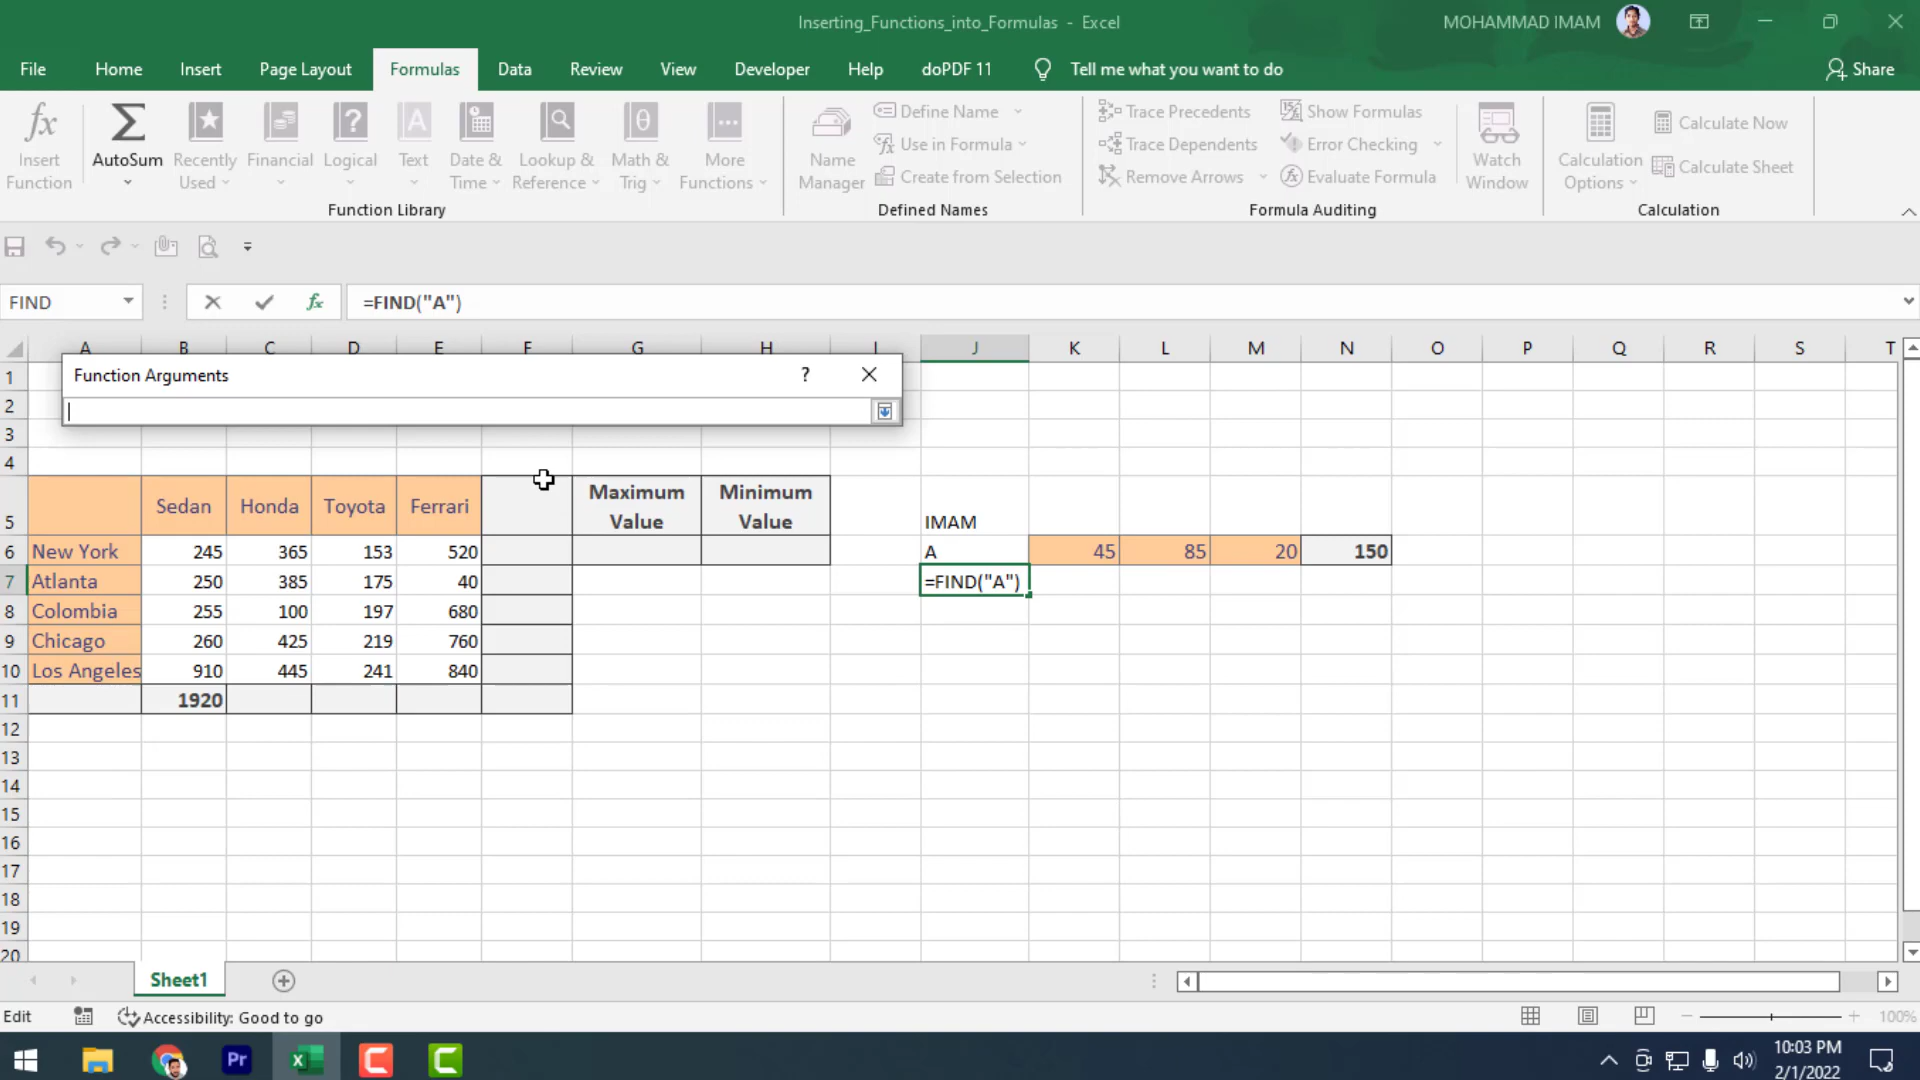 Inserting_Functions_into_Formulas - Excel
MOHAMMAD IMAM
File Home Insert Page Layout Formulas Data Review View Developer Help doPDF 11 Tell me what you want to do Share
fx Insert Function
Σ AutoSum
Recently Used
Financial
Logical
Text
Date & Time
Lookup & Reference
Math & Trig
More Functions
Function Library
Name Manager
Define Name
Use in Formula
Create from Selection
Defined Names
Trace Precedents
Trace Dependents
Remove Arrows
Show Formulas
Error Checking
Evaluate Formula
Watch Window
Formula Auditing
Calculation Options
Calculate Now
Calculate Sheet
Calculation
FIND fx =FIND("A")
A B C D E F G H I J K L M N O P Q R S T
Function Arguments ?
1
2
3
4
5 Sedan Honda Toyota Ferrari Maximum Value Minimum Value IMAM
6 New York 245 365 153 520 A 45 85 20 150
7 Atlanta 250 385 175 40 =FIND("A")
8 Colombia 255 100 197 680
9 Chicago 260 425 219 760
10 Los Angeles 910 445 241 840
11 1920
12
13
14
15
16
17
18
19
20
Sheet1
Edit Accessibility: Good to go 100%
Pr 10:03 PM
2/1/2022